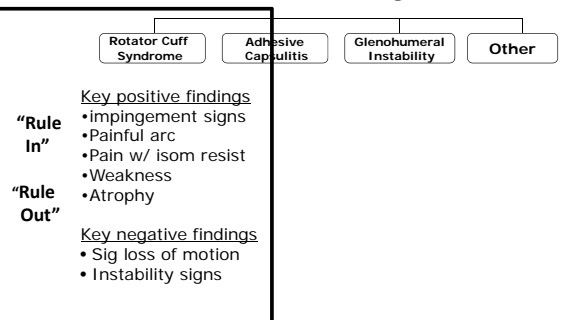 Rotator Cuff Syndrome
Adhesive Capsulitis
Glenohumeral Instability
Other
"Rule In"
"Rule Out"
Key positive findings
•impingement signs
•Painful arc
•Pain w/ isom resist
•Weakness
•Atrophy
Key negative findings
• Sig loss of motion
• Instability signs